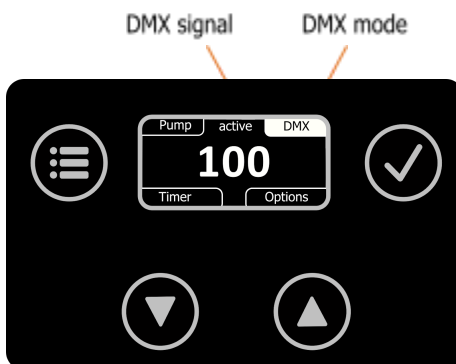 DMX signal DMX mode
Pump active DMX
100
Timer Options